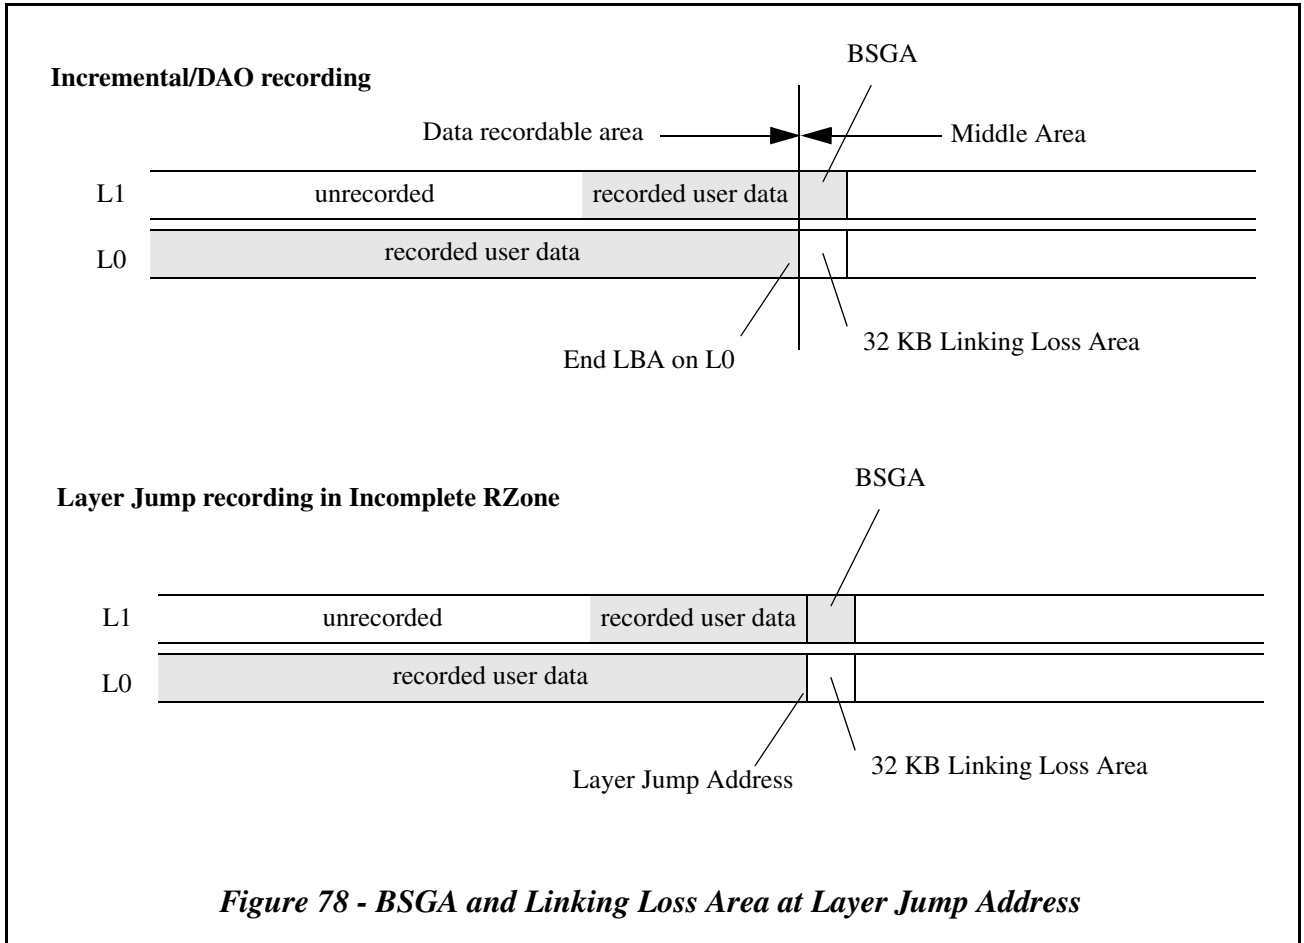 BSGA
Incremental/DAO recording
Data recordable area
Middle Area
L1
unrecorded
recorded user data
L0
recorded user data
End LBA on L0
32 KB Linking Loss Area
BSGA
Layer Jump recording in Incomplete RZone
L1
unrecorded
recorded user data
L0
recorded user data
Layer Jump Address
32 KB Linking Loss Area
Figure 78 - BSGA and Linking Loss Area at Layer Jump Address